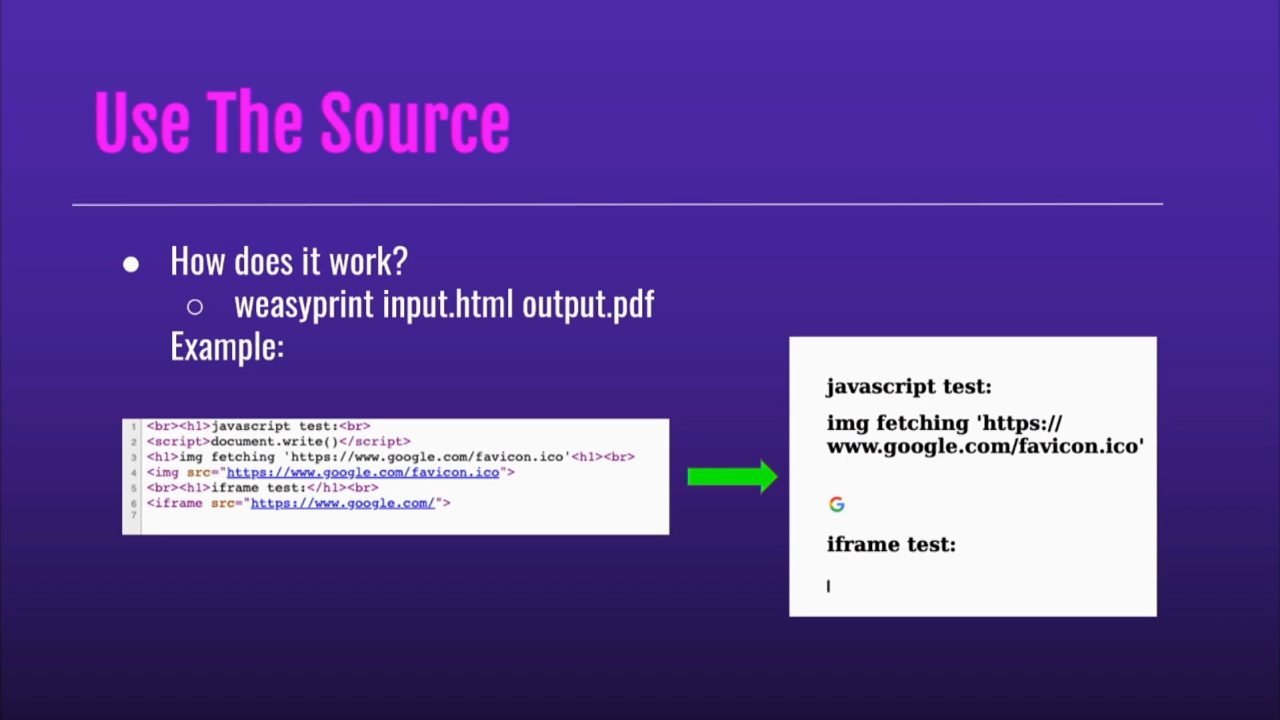 Use The Source
● How does it work?
○ weasyprint input.html output.pdf
Example:
1 <br><h1>javascript test:<br>
2 <script>document.write()</script>
3 <h1>img fetching 'https://www.google.com/favicon.ico'<h1><br>
4 <img src="https://www.google.com/favicon.ico">
5 <br><h1>iframe test:</h1><br>
6 <iframe src="https://www.google.com/">
7
javascript test:
img fetching 'https://
www.google.com/favicon.ico'
G
iframe test: